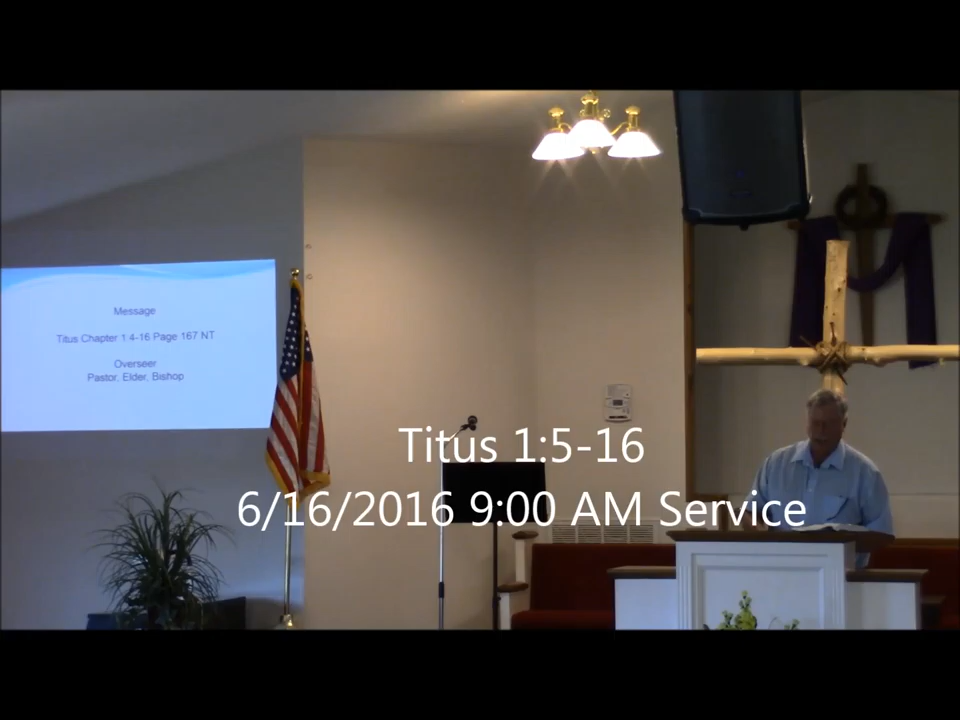 Message
Titus Chapter 1:4-16 Page 167 NT
Overseer
Pastor, Elder, Bishop
Titus 1:5-16
6/16/2016 9:00 AM Service